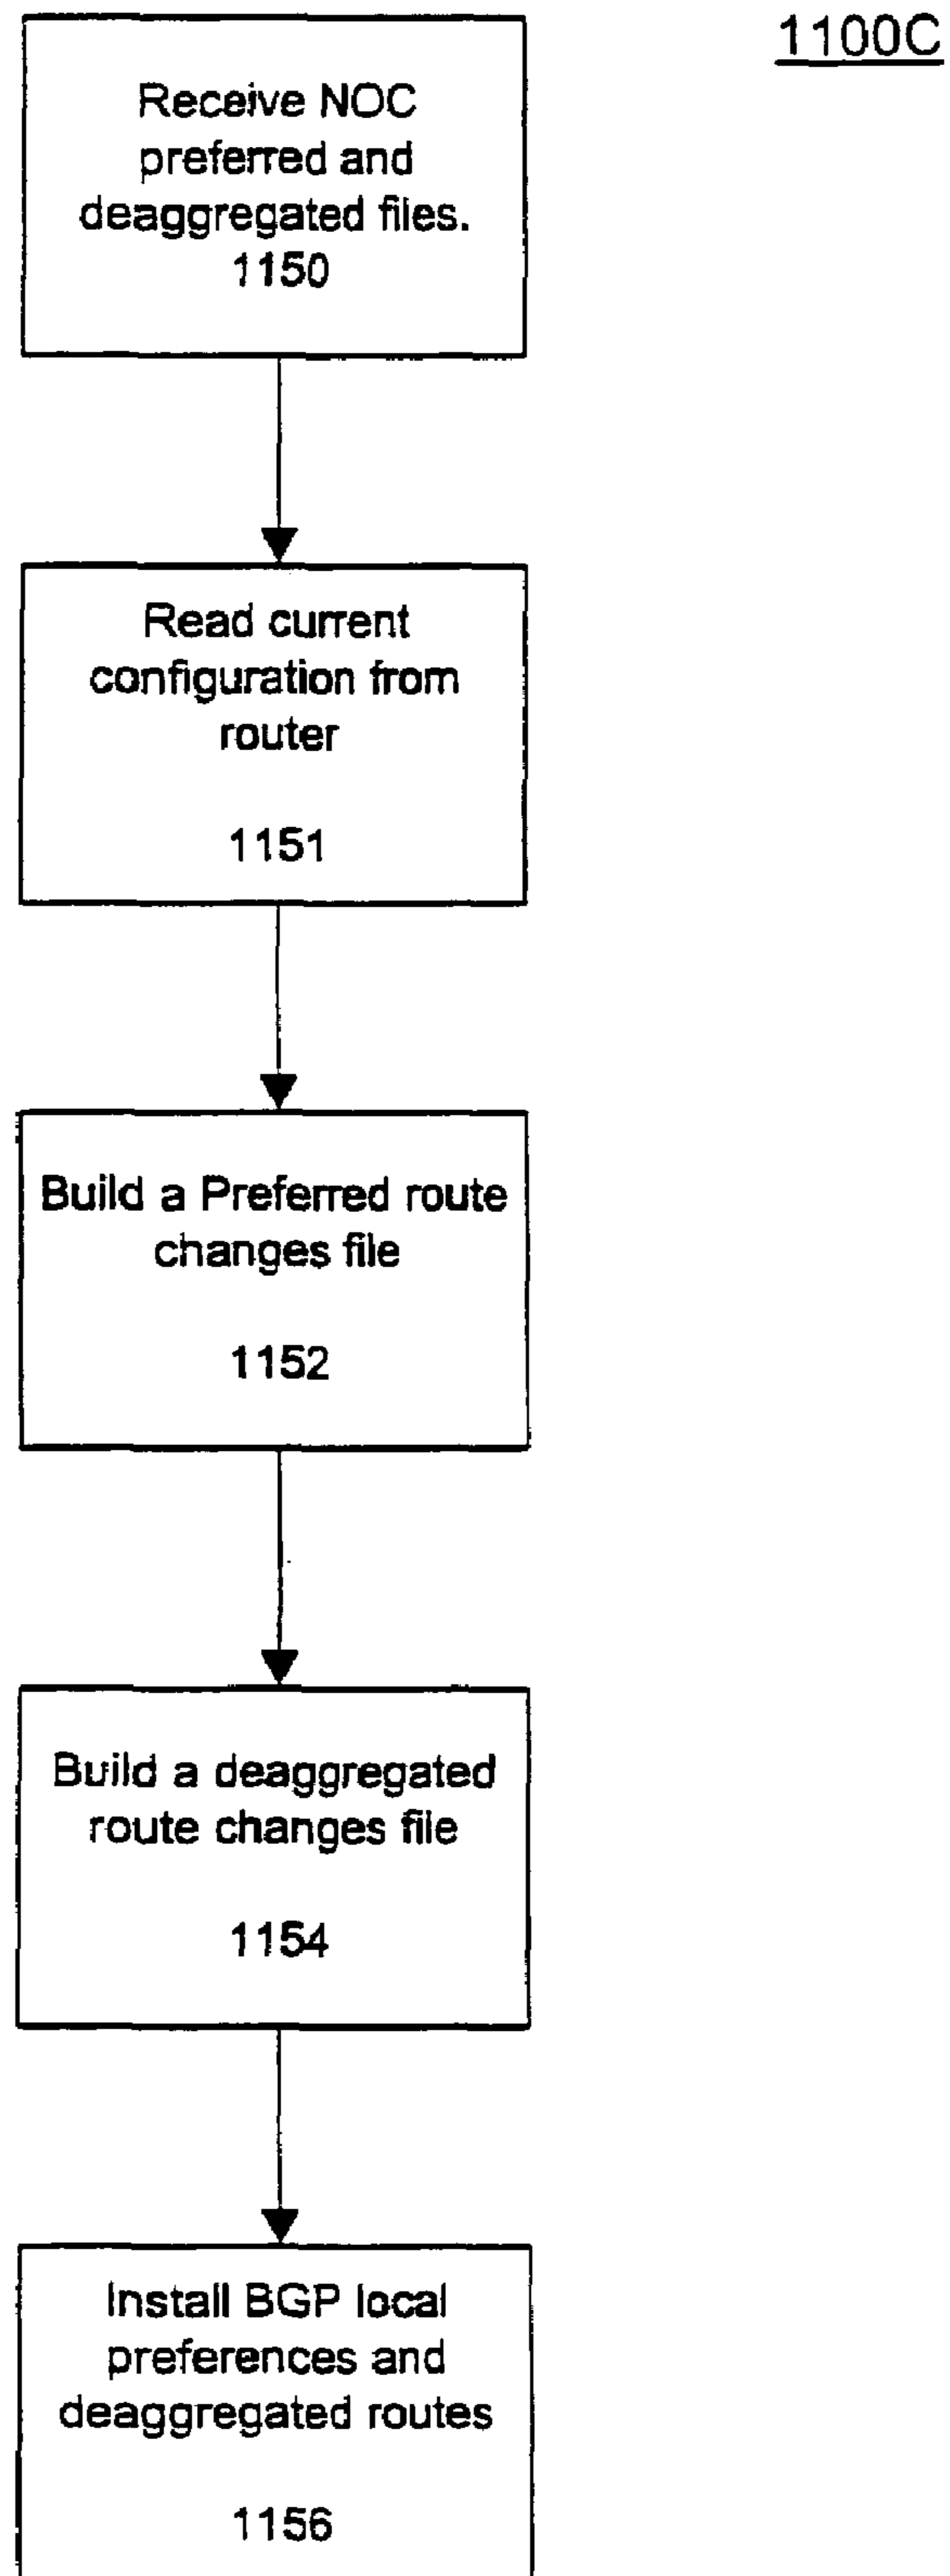 1100C
Receive NOC
preferred and
deaggregated files.
1150
Read current
configuration from
router
1151
Build a Preferred route
changes file
1152
Build a deaggregated
route changes file
1154
Install BGP local
preferences and
deaggregated routes
1156